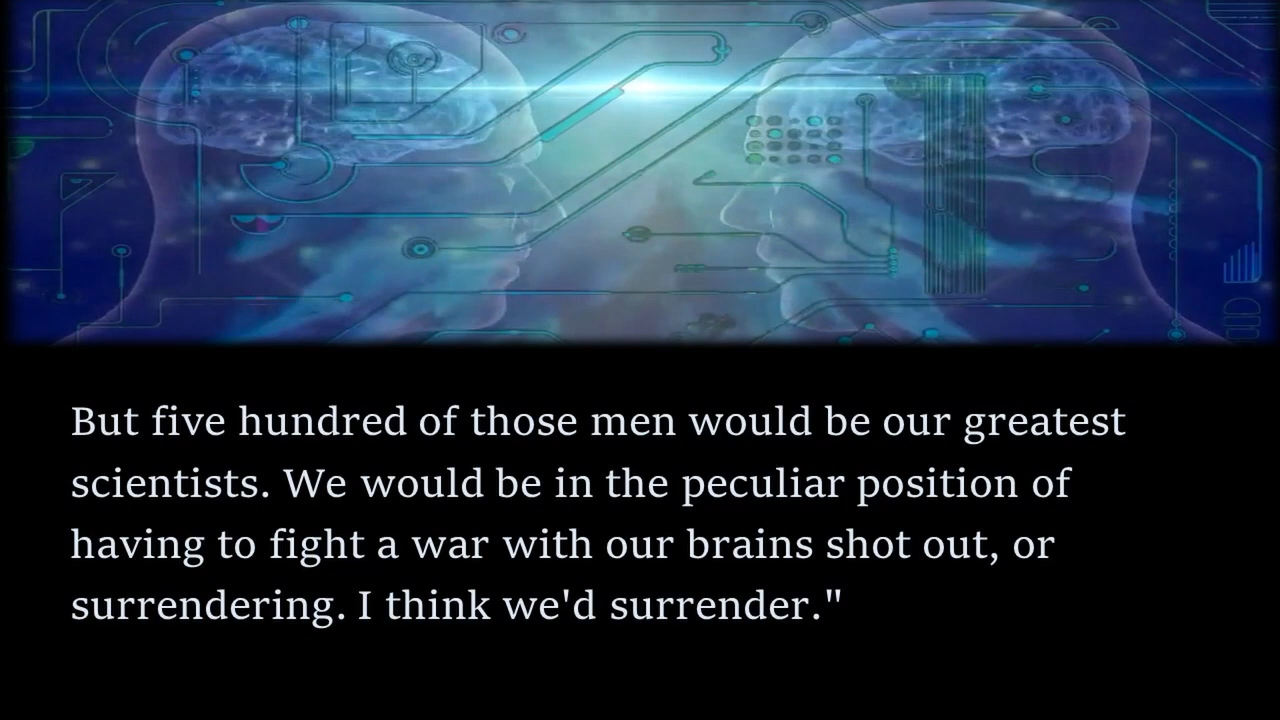 But five hundred of those men would be our greatest
scientists. We would be in the peculiar position of
having to fight a war with our brains shot out, or
surrendering. I think we'd surrender."